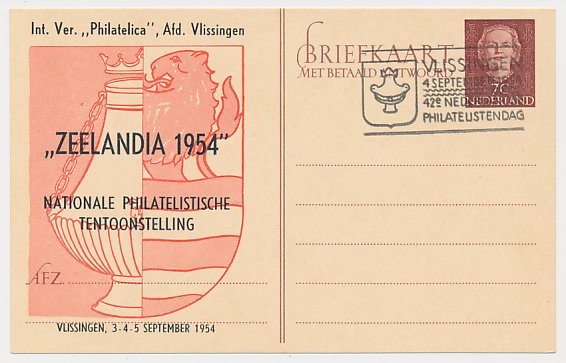 Int. Ver. „Philatelica”, Afd. Vlissingen
„ZEELANDIA 1954”
NATIONALE PHILATELISTISCHE
TENTOONSTELLING
AFZ.
VLISSINGEN, 3-4-5 SEPTEMBER 1954
BRIEFKAART
MET BETAALD ANTWOORD
7c
NEDERLAND
VLISSINGEN
4 SEPTEMBER
42e NED.
PHILATELISTENDAG